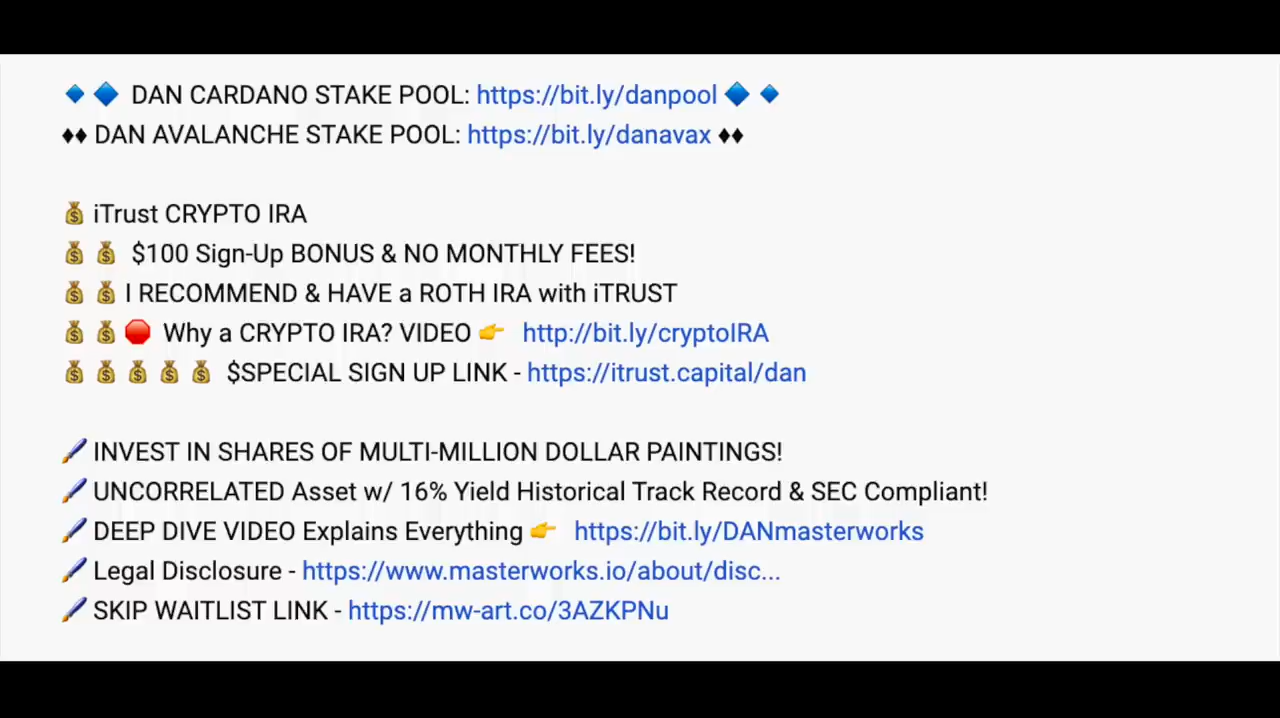 🔹🔷 DAN CARDANO STAKE POOL: https://bit.ly/danpool 🔷🔹
♦♦ DAN AVALANCHE STAKE POOL: https://bit.ly/danavax ♦♦
💰 iTrust CRYPTO IRA
💰💰 $100 Sign-Up BONUS & NO MONTHLY FEES!
💰💰 I RECOMMEND & HAVE a ROTH IRA with iTRUST
💰💰🛑 Why a CRYPTO IRA? VIDEO 👉 http://bit.ly/cryptoIRA
💰💰💰💰💰 $SPECIAL SIGN UP LINK - https://itrust.capital/dan
🖌️ INVEST IN SHARES OF MULTI-MILLION DOLLAR PAINTINGS!
🖌️ UNCORRELATED Asset w/ 16% Yield Historical Track Record & SEC Compliant!
🖌️ DEEP DIVE VIDEO Explains Everything 👉 https://bit.ly/DANmasterworks
🖌️ Legal Disclosure - https://www.masterworks.io/about/disc...
🖌️ SKIP WAITLIST LINK - https://mw-art.co/3AZKPNu